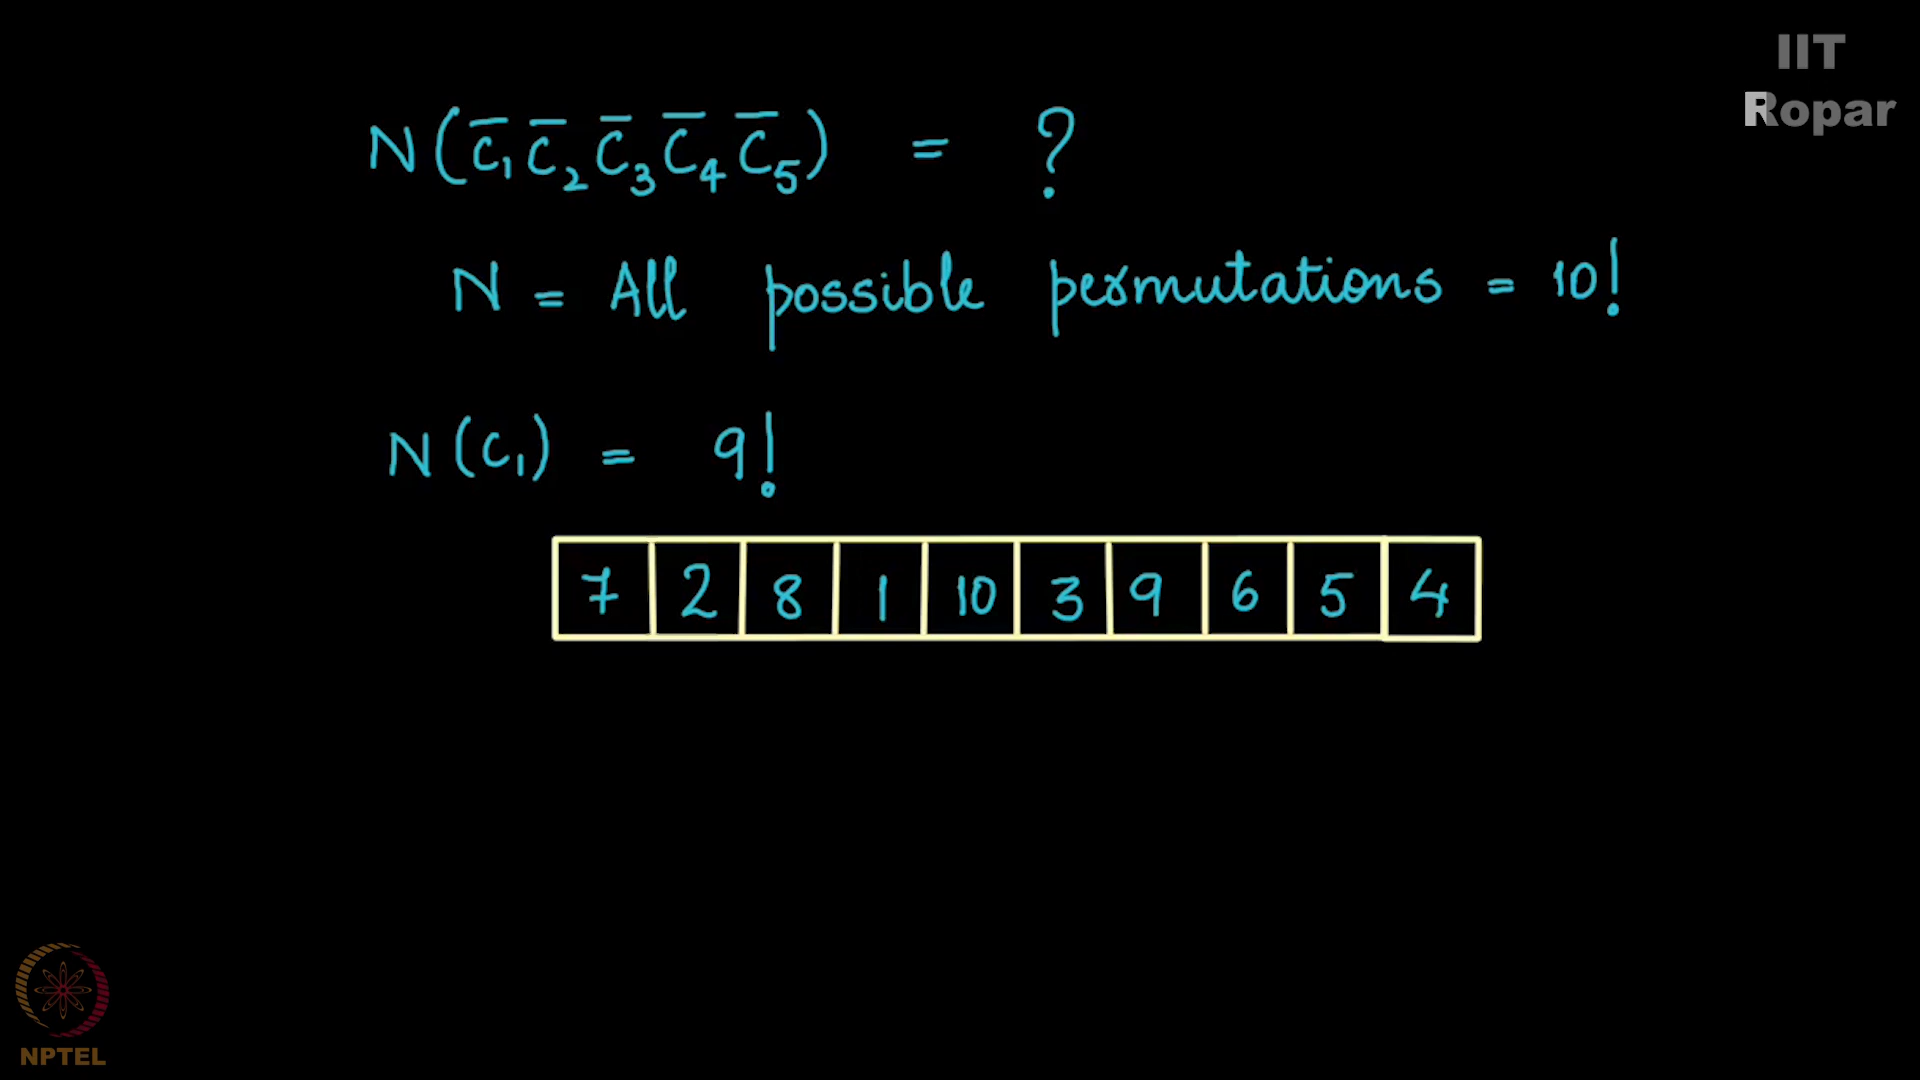 IIT
Ropar
N(C̅₁C̅₂C̅₃C̅₄C̅₅) = ?
N = All possible permutations = 10!
N(C₁) = 9!
7 2 8 1 10 3 9 6 5 4
NPTEL